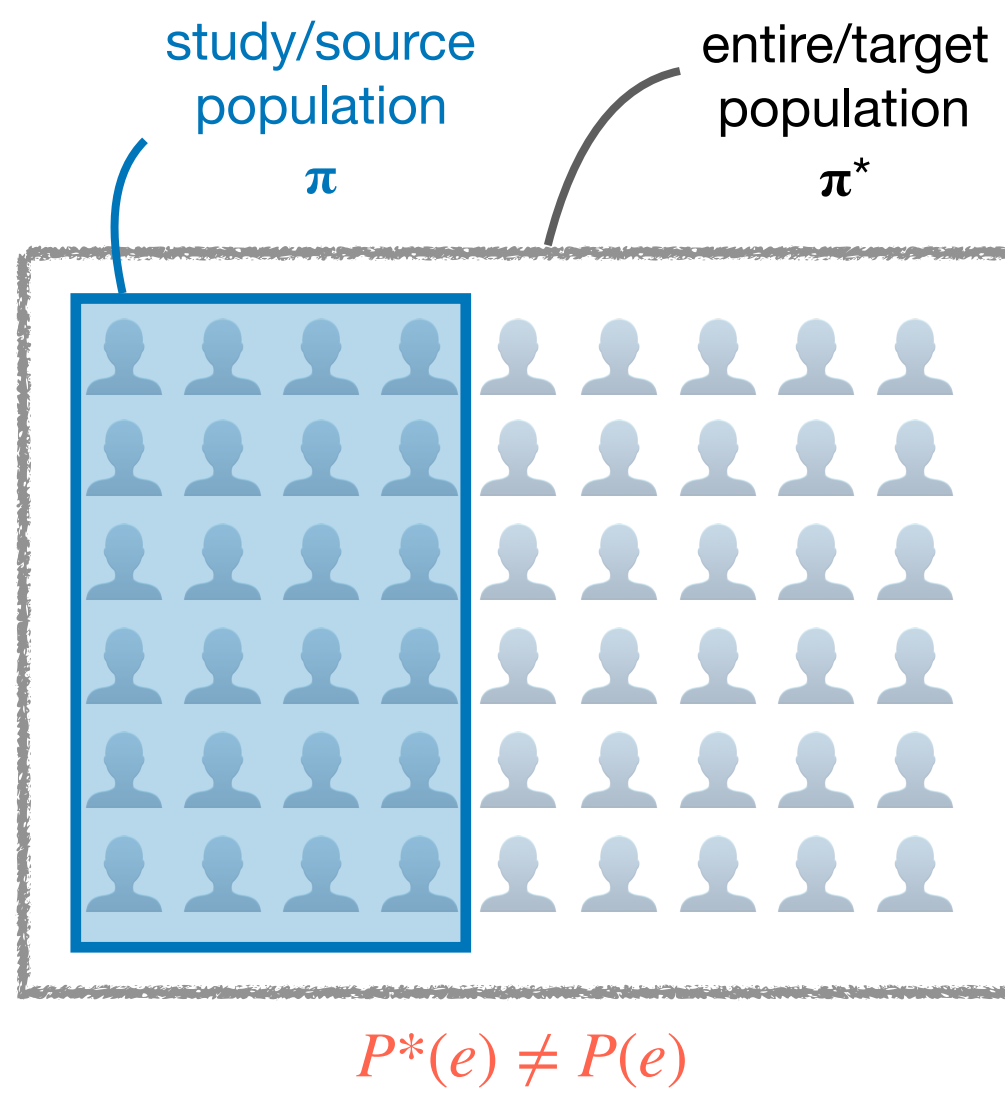 study/source
population
π
entire/target
population
π*
P*(e) ≠ P(e)